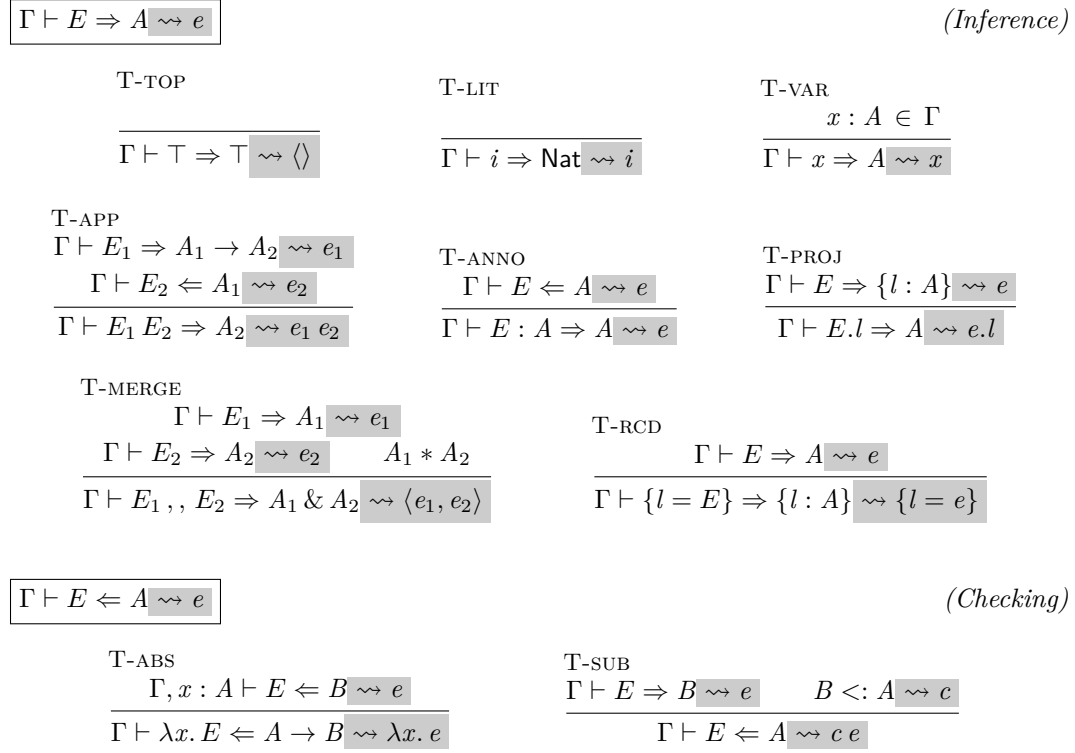 Γ ⊢ E ⇒ A ⇝ e (Inference)
T-TOP
Γ ⊢ ⊤ ⇒ ⊤ ⇝ ⟨⟩
T-LIT
Γ ⊢ i ⇒ Nat ⇝ i
T-VAR
x : A ∈ Γ
Γ ⊢ x ⇒ A ⇝ x
T-APP
Γ ⊢ E₁ ⇒ A₁ → A₂ ⇝ e₁
Γ ⊢ E₂ ⇐ A₁ ⇝ e₂
Γ ⊢ E₁ E₂ ⇒ A₂ ⇝ e₁ e₂
T-ANNO
Γ ⊢ E ⇐ A ⇝ e
Γ ⊢ E : A ⇒ A ⇝ e
T-PROJ
Γ ⊢ E ⇒ {l : A} ⇝ e
Γ ⊢ E.l ⇒ A ⇝ e.l
T-MERGE
Γ ⊢ E₁ ⇒ A₁ ⇝ e₁
Γ ⊢ E₂ ⇒ A₂ ⇝ e₂ A₁ ∗ A₂
Γ ⊢ E₁ ,, E₂ ⇒ A₁ & A₂ ⇝ ⟨e₁, e₂⟩
T-RCD
Γ ⊢ E ⇒ A ⇝ e
Γ ⊢ {l = E} ⇒ {l : A} ⇝ {l = e}
Γ ⊢ E ⇐ A ⇝ e (Checking)
T-ABS
Γ, x : A ⊢ E ⇐ B ⇝ e
Γ ⊢ λx. E ⇐ A → B ⇝ λx. e
T-SUB
Γ ⊢ E ⇒ B ⇝ e B <: A ⇝ c
Γ ⊢ E ⇐ A ⇝ c e